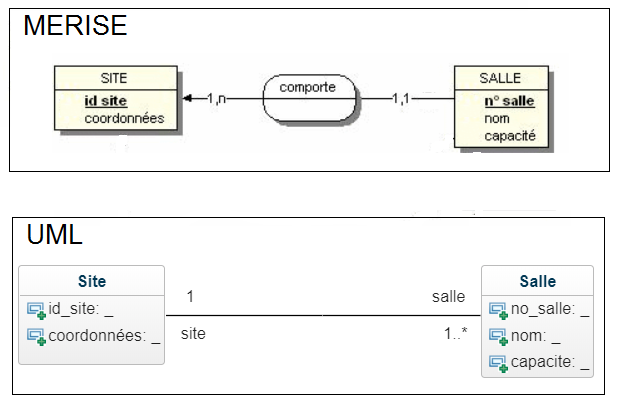 MERISE
SITE
id site
coordonnées
1,n
comporte
1,1
SALLE
n° salle
nom
capacité
UML
Site
id_site: _
coordonnées: _
1
site
salle
1..*
Salle
no_salle: _
nom: _
capacite: _